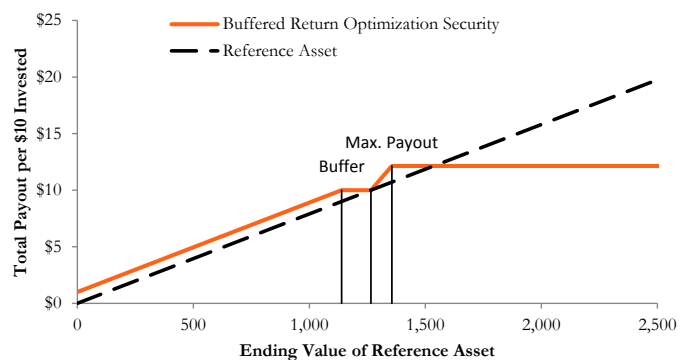 $25
Buffered Return Optimization Security
Reference Asset
$20
$15
Max. Payout
Buffer
$10
$5
$0
0
500
1,000
1,500
2,000
2,500
Total Payout per $10 Invested
Ending Value of Reference Asset